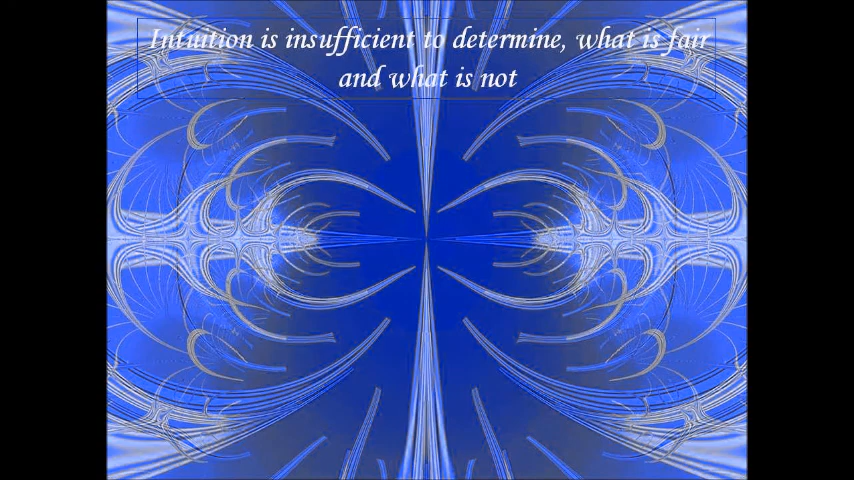 Intuition is insufficient to determine, what is fair
and what is not